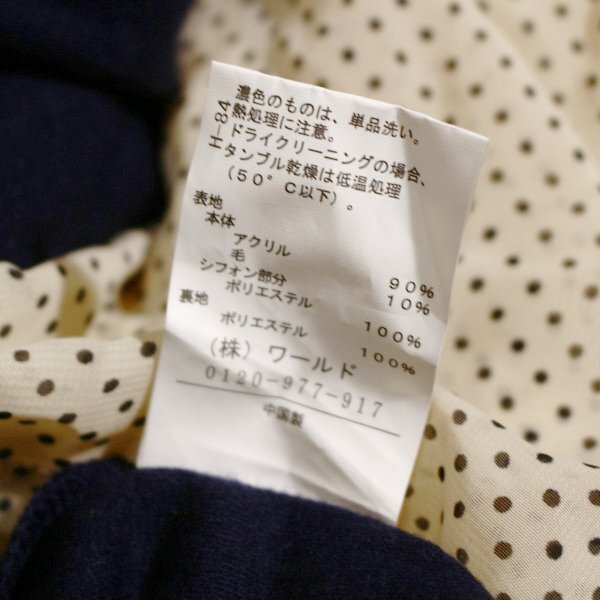 濃色のものは、単品洗い。
熱処理に注意。
－ドライクリーニングの場合、
エタンブル乾燥は低温処理
（５０°Ｃ以下）。
－84
表地
本体
アクリル ９０％
毛 １０％
シフォン部分
ポリエステル １００％
裏地
ポリエステル １００％
（株）ワールド
0120-977-917
中国製